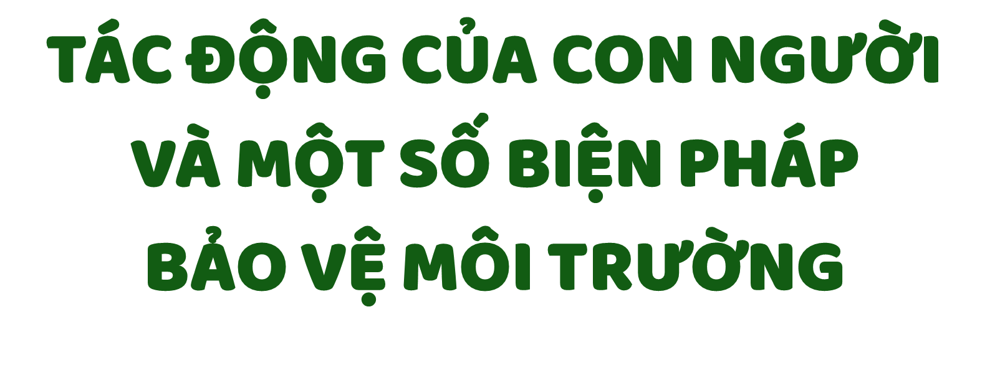 TÁC ĐỘNG CỦA CON NGƯỜI
VÀ MỘT SỐ BIỆN PHÁP
BẢO VỆ MÔI TRƯỜNG